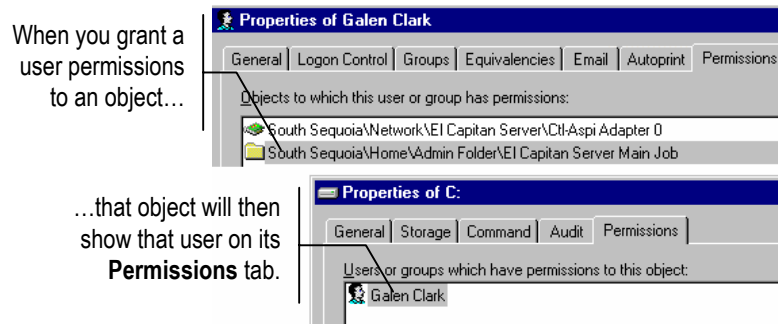 When you grant a
user permissions
to an object…
Properties of Galen Clark
General Logon Control Groups Equivalencies Email Autoprint Permissions
Objects to which this user or group has permissions:
South Sequoia\Network\El Capitan Server\Ctl-Aspi Adapter 0
South Sequoia\Home\Admin Folder\El Capitan Server Main Job
…that object will then
show that user on its
Permissions tab.
Properties of C:
General Storage Command Audit Permissions
Users or groups which have permissions to this object:
Galen Clark